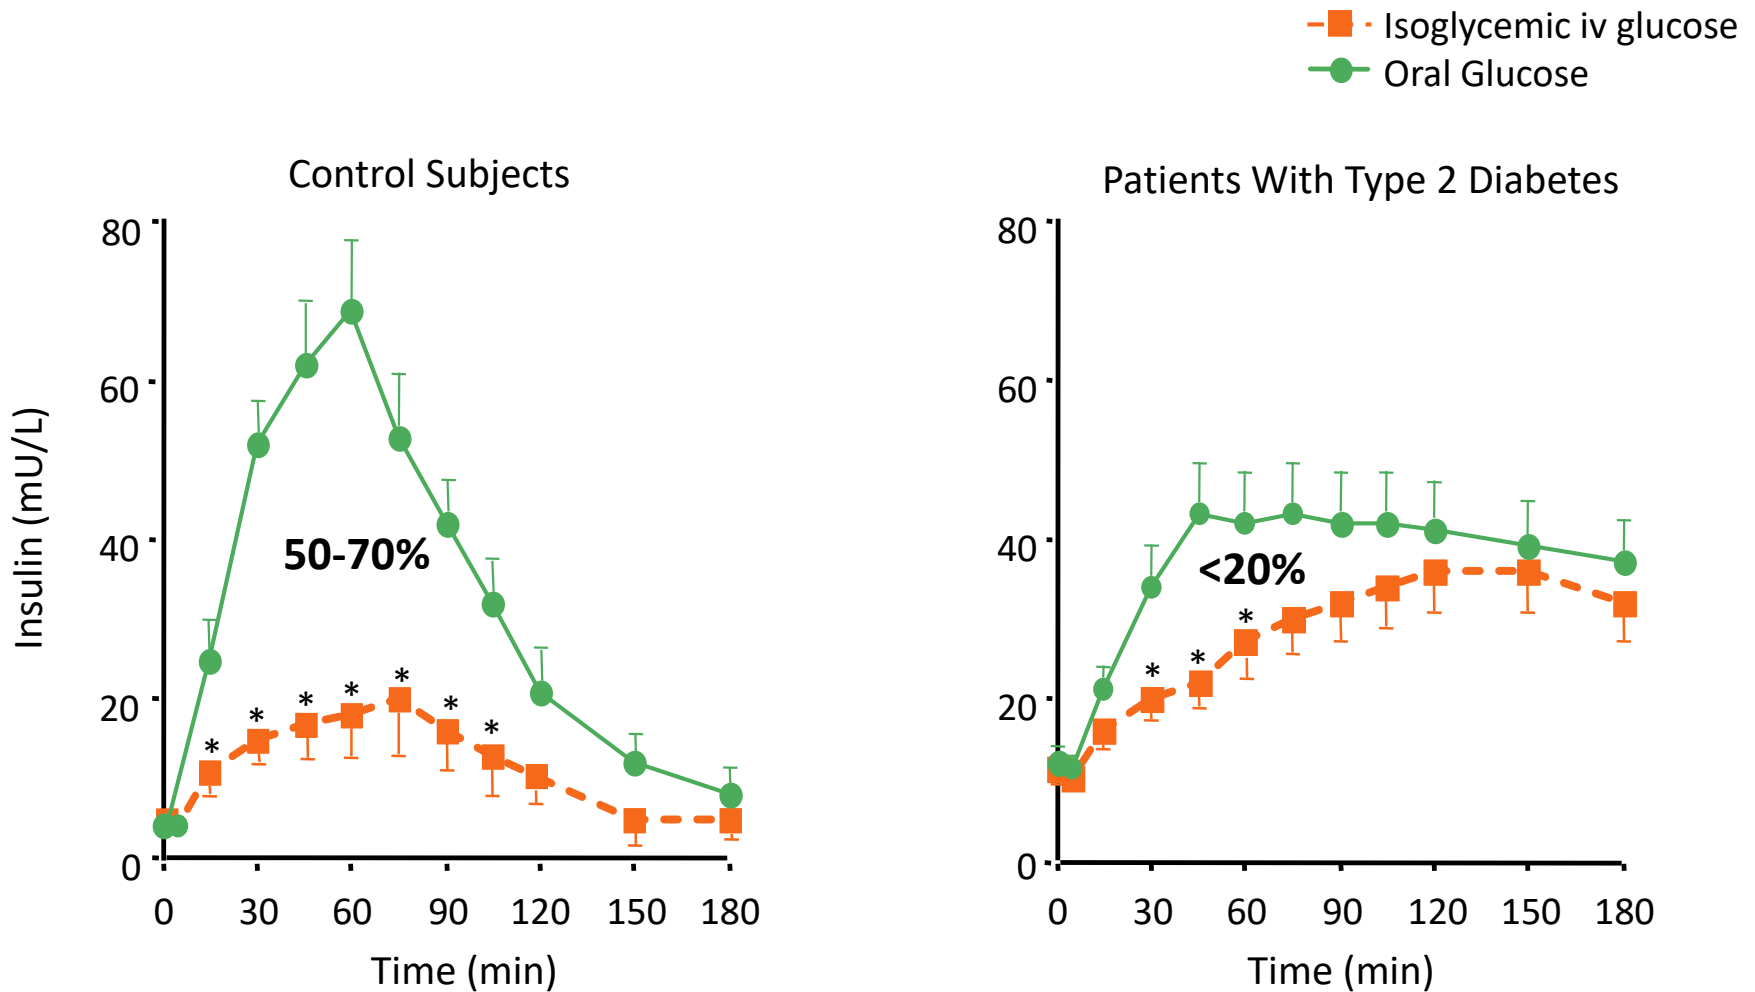 Isoglycemic iv glucose
Oral Glucose
Control Subjects
Patients With Type 2 Diabetes
Insulin (mU/L)
80
60
40
20
0
50-70%
* * * * * * *
0 30 60 90 120 150 180
Time (min)
80
60
40
20
0
<20%
* * *
0 30 60 90 120 150 180
Time (min)